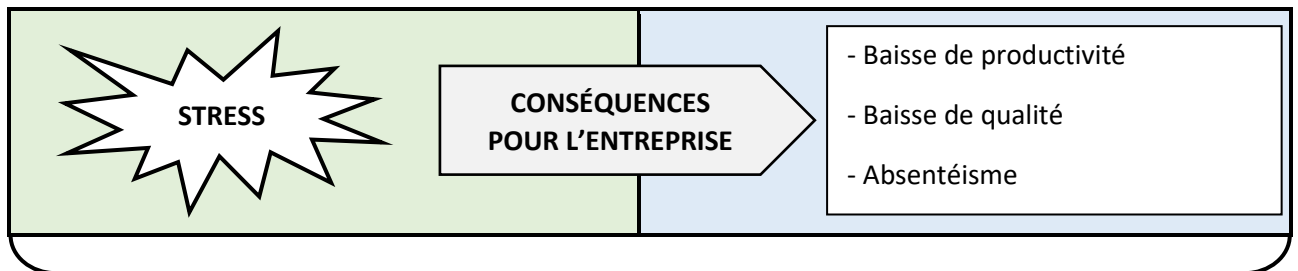 STRESS
CONSÉQUENCES
POUR L’ENTREPRISE
- Baisse de productivité
- Baisse de qualité
- Absentéisme